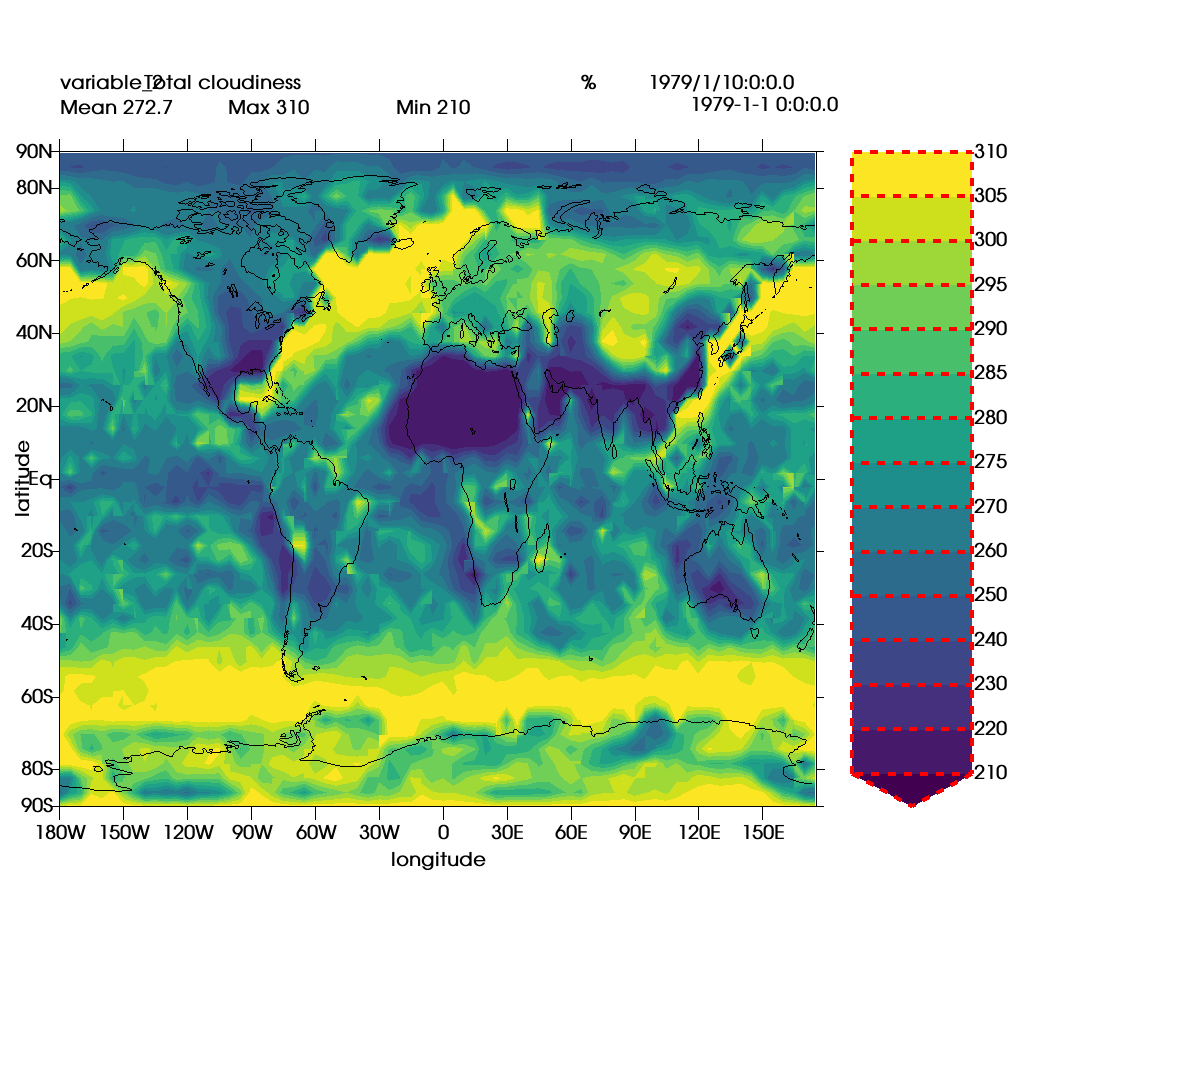 variable_2 Total cloudiness % 1979/1/10:0:0.0
Mean 272.7 Max 310 Min 210 1979-1-1 0:0:0.0
90N
80N
60N
40N
20N
Eq
20S
40S
60S
80S
90S
latitude
180W 150W 120W 90W 60W 30W 0 30E 60E 90E 120E 150E
longitude
310
305
300
295
290
285
280
275
270
260
250
240
230
220
210